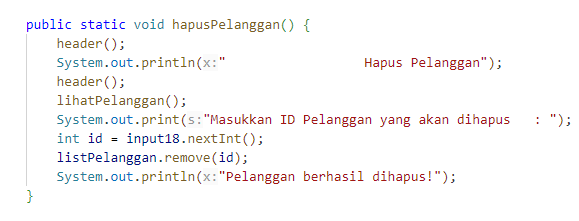 public static void hapusPelanggan() {
    header();
    System.out.println(x:"                    Hapus Pelanggan");
    header();
    lihatPelanggan();
    System.out.print(s:"Masukkan ID Pelanggan yang akan dihapus   : ");
    int id = input18.nextInt();
    listPelanggan.remove(id);
    System.out.println(x:"Pelanggan berhasil dihapus!");
}